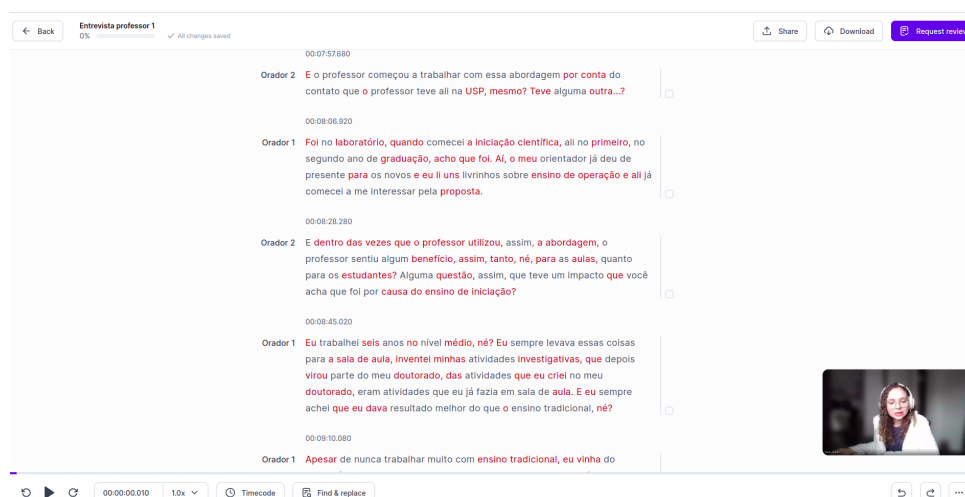 Back
Entrevista professor 1
0%
All changes saved
Share
Download
Request review
00:07:57.680
Orador 2 E o professor começou a trabalhar com essa abordagem por conta do
contato que o professor teve ali na USP, mesmo? Teve alguma outra...?
00:08:06.920
Orador 1 Foi no laboratório, quando comecei a iniciação científica, ali no primeiro, no
segundo ano de graduação, acho que foi. Aí, o meu orientador já deu de
presente para os novos e eu li uns livrinhos sobre ensino de operação e ali já
comecei a me interessar pela proposta.
00:08:28.280
Orador 2 E dentro das vezes que o professor utilizou, assim, a abordagem, o
professor sentiu algum benefício, assim, tanto, né, para as aulas, quanto
para os estudantes? Alguma questão, assim, que teve um impacto que você
acha que foi por causa do ensino de iniciação?
00:08:45.020
Orador 1 Eu trabalhei seis anos no nível médio, né? Eu sempre levava essas coisas
para a sala de aula, inventei minhas atividades investigativas, que depois
virou parte do meu doutorado, das atividades que eu criei no meu
doutorado, eram atividades que eu já fazia em sala de aula. E eu sempre
achei que eu dava resultado melhor do que o ensino tradicional, né?
00:09:10.080
Orador 1 Apesar de nunca trabalhar muito com ensino tradicional, eu vinha do
00:00:00.010
1.0x
Timecode
Find & replace